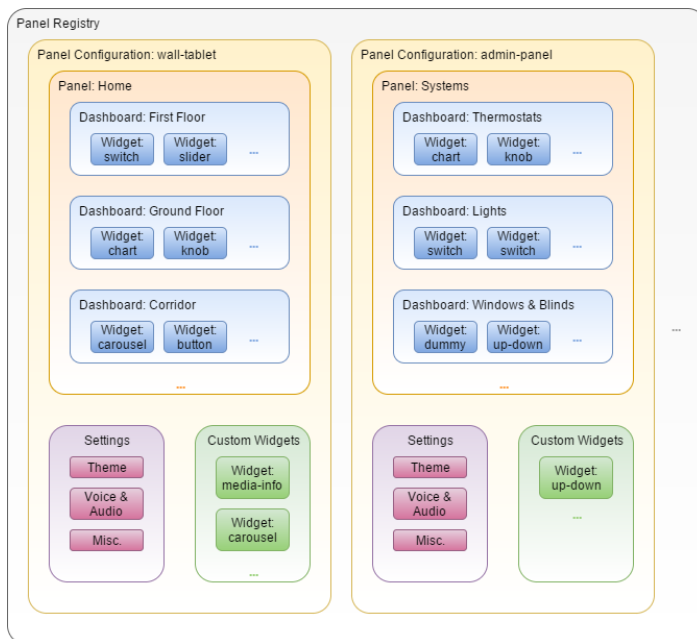 Panel Registry
Panel Configuration: wall-tablet
Panel: Home
Dashboard: First Floor
Widget:
switch
Widget:
slider
...
Dashboard: Ground Floor
Widget:
chart
Widget:
knob
...
Dashboard: Corridor
Widget:
carousel
Widget:
button
...
...
Settings
Theme
Voice &
Audio
Misc.
Custom Widgets
Widget:
media-info
Widget:
carousel
...
Panel Configuration: admin-panel
Panel: Systems
Dashboard: Thermostats
Widget:
chart
Widget:
knob
...
Dashboard: Lights
Widget:
switch
Widget:
switch
...
Dashboard: Windows & Blinds
Widget:
dummy
Widget:
up-down
...
...
Settings
Theme
Voice &
Audio
Misc.
Custom Widgets
Widget:
up-down
...
...